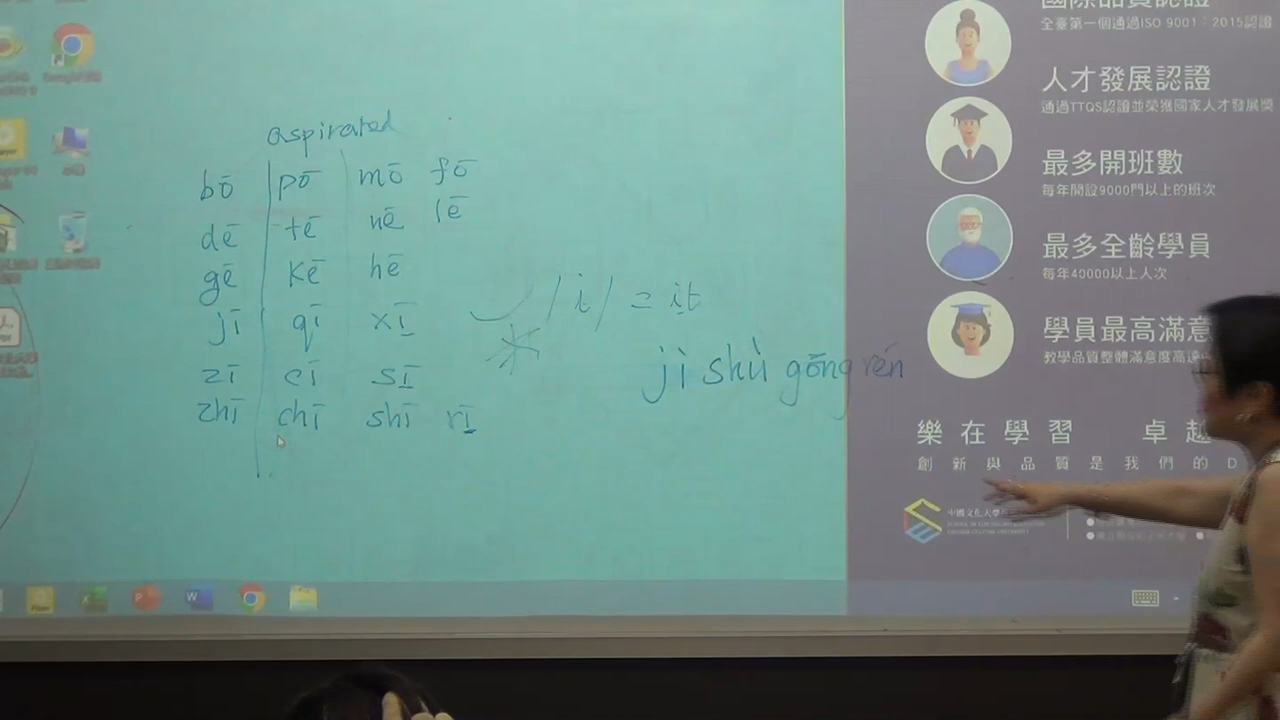 國際品質認證
全臺第一個通過ISO 9001：2015認證
人才發展認證
通過TTQS認證並榮獲國家人才發展獎
最多開班數
每年開設9000門以上的班次
最多全齡學員
每年40000以上人次
學員最高滿意
教學品質整體滿意度高達
樂在學習 卓越
創新與品質是我們的D
中國文化大學
aspirated
bō pō mō fō
dē tē nē lē
gē kē hē
jī qī xī
zī cī sī
zhī chī shī rī
/i/ = it
jì shù gōng rén